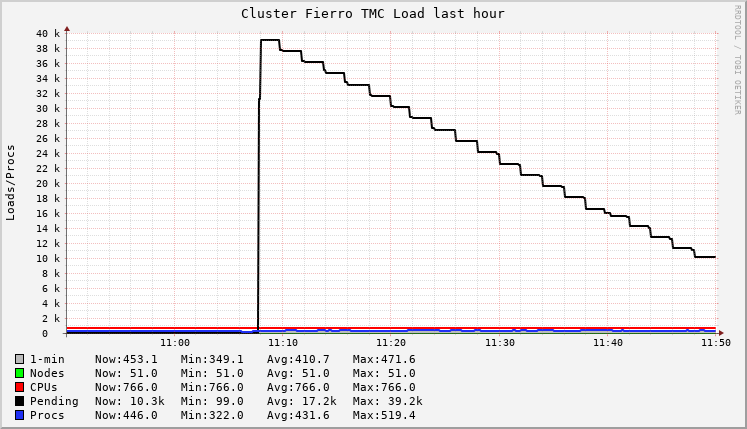 Cluster Fierro TMC Load last hour
RRDTOOL / TOBI OETIKER
Loads/Procs
40 k
38 k
36 k
34 k
32 k
30 k
28 k
26 k
24 k
22 k
20 k
18 k
16 k
14 k
12 k
10 k
8 k
6 k
4 k
2 k
0
11:00 11:10 11:20 11:30 11:40 11:50
1-min Now:453.1 Min:349.1 Avg:410.7 Max:471.6
Nodes Now: 51.0 Min: 51.0 Avg: 51.0 Max: 51.0
CPUs Now:766.0 Min:766.0 Avg:766.0 Max:766.0
Pending Now: 10.3k Min: 99.0 Avg: 17.2k Max: 39.2k
Procs Now:446.0 Min:322.0 Avg:431.6 Max:519.4